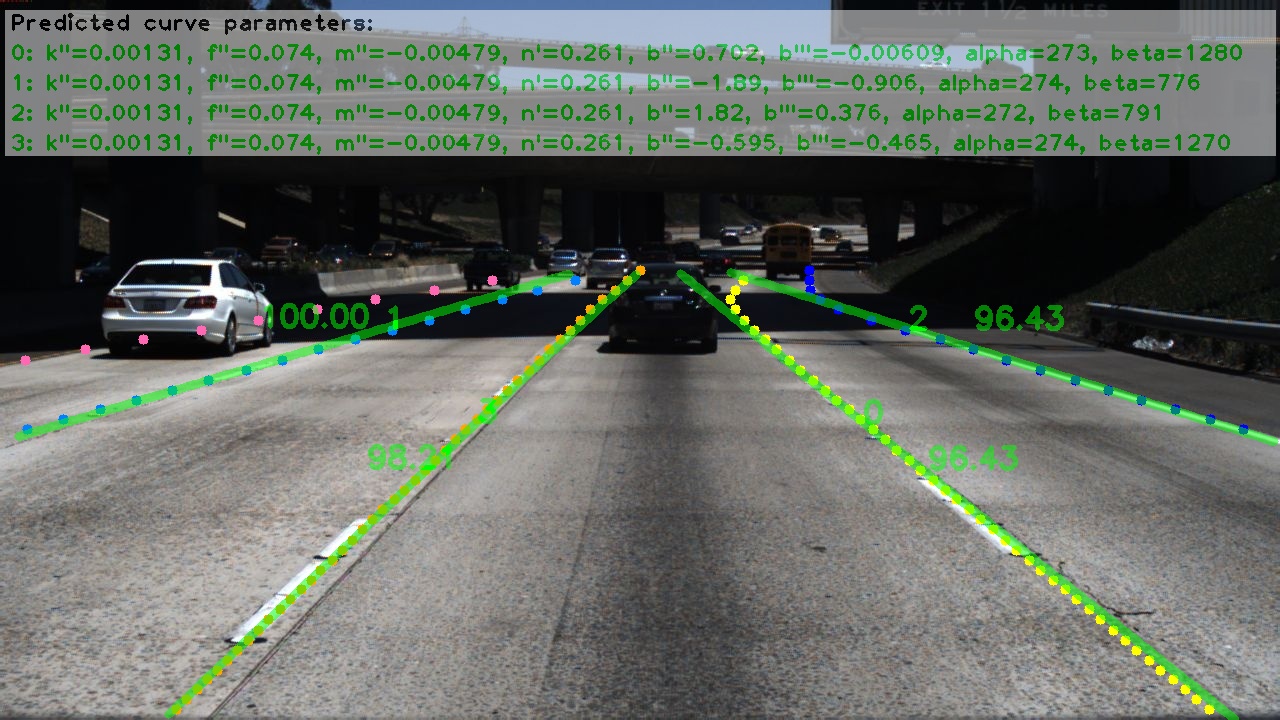 EXIT 1 1/2 MILES
Predicted curve parameters:
0: k''=0.00131, f''=0.074, m''=-0.00479, n'=0.261, b''=0.702, b'''=-0.00609, alpha=273, beta=1280
1: k''=0.00131, f''=0.074, m''=-0.00479, n'=0.261, b''=-1.89, b'''=-0.906, alpha=274, beta=776
2: k''=0.00131, f''=0.074, m''=-0.00479, n'=0.261, b''=1.82, b'''=0.376, alpha=272, beta=791
3: k''=0.00131, f''=0.074, m''=-0.00479, n'=0.261, b''=-0.595, b'''=-0.465, alpha=274, beta=1270
100.00 1 2 96.43
3 0
98.21 96.43